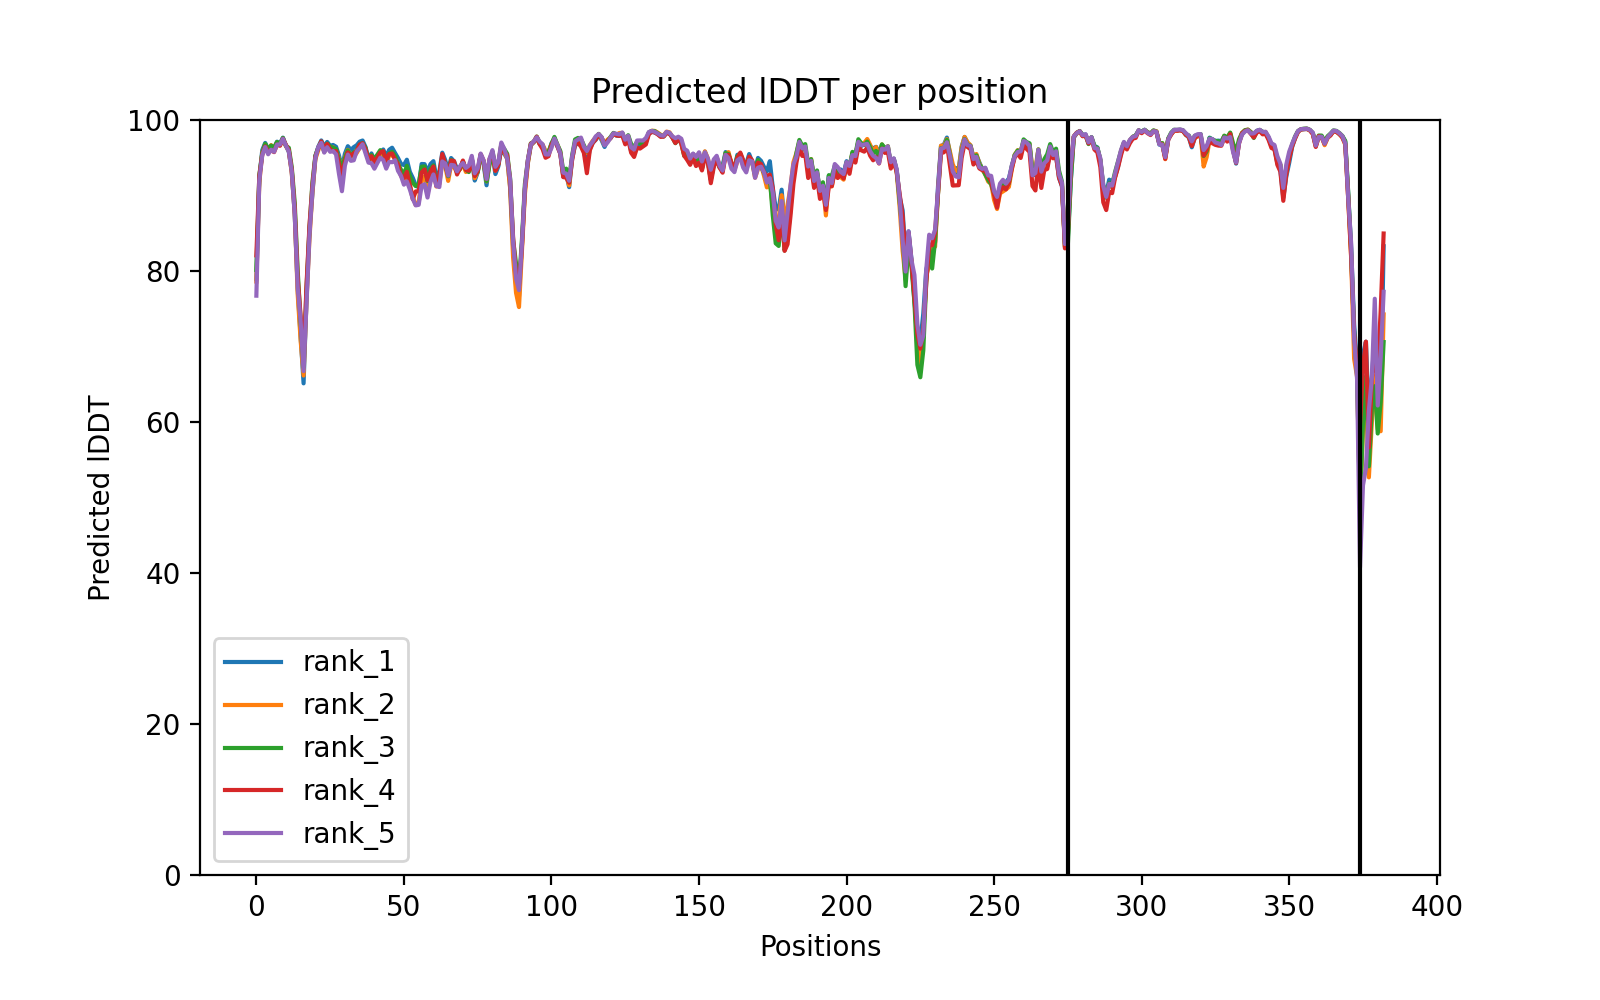 Predicted lDDT per position
100
80
60
40
20
0
Predicted lDDT
rank_1
rank_2
rank_3
rank_4
rank_5
0 50 100 150 200 250 300 350 400
Positions